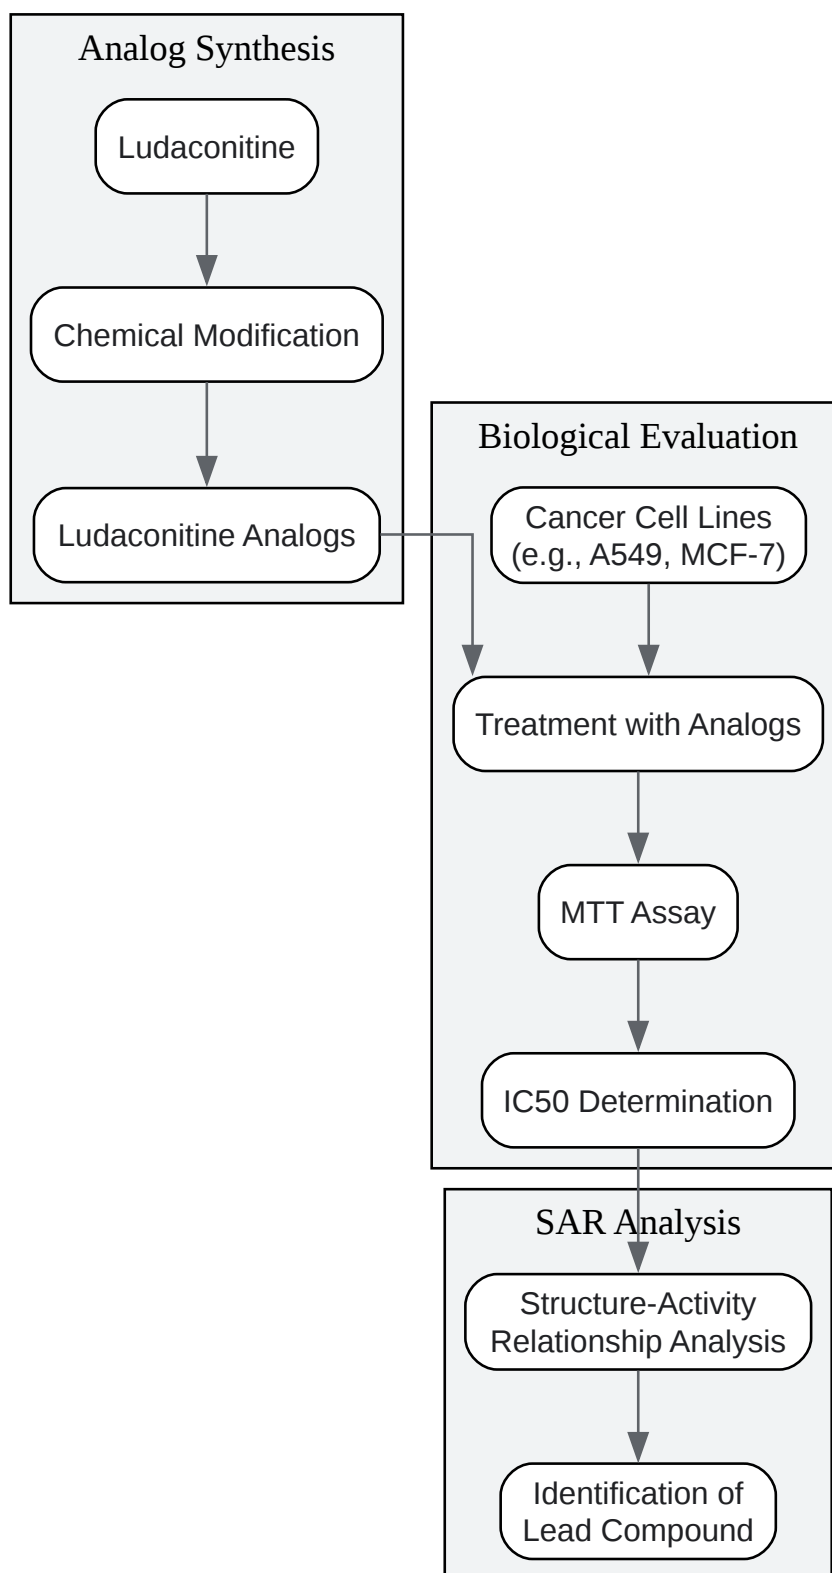 Analog Synthesis
Ludaconitine
Chemical Modification
Ludaconitine Analogs
Biological Evaluation
Cancer Cell Lines
(e.g., A549, MCF-7)
Treatment with Analogs
MTT Assay
IC50 Determination
SAR Analysis
Structure-Activity
Relationship Analysis
Identification of
Lead Compound